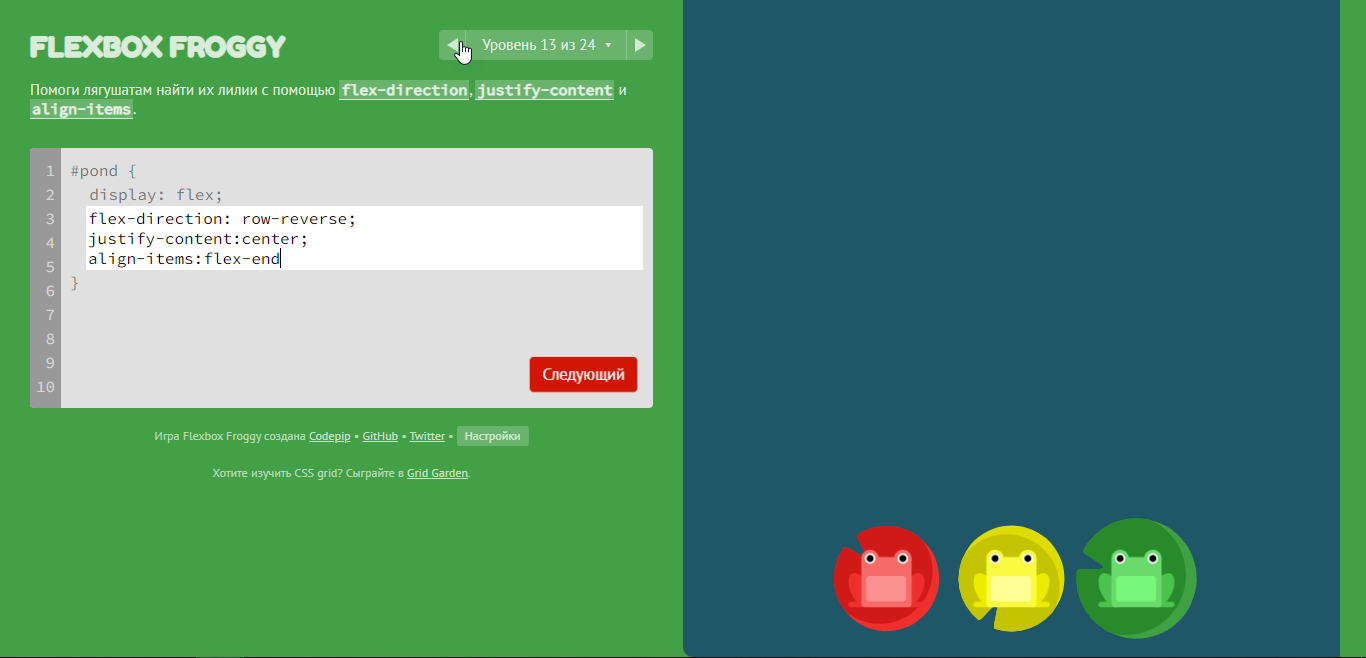 FLEXBOX FROGGY
Уровень 13 из 24
Помоги лягушатам найти их лилии с помощью flex-direction, justify-content и
align-items.
1 #pond {
2 display: flex;
3 flex-direction: row-reverse;
4 justify-content:center;
5 align-items:flex-end
6 }
7
8
9
10
Следующий
Игра Flexbox Froggy создана Codepip • GitHub • Twitter • Настройки
Хотите изучить CSS grid? Сыграйте в Grid Garden.